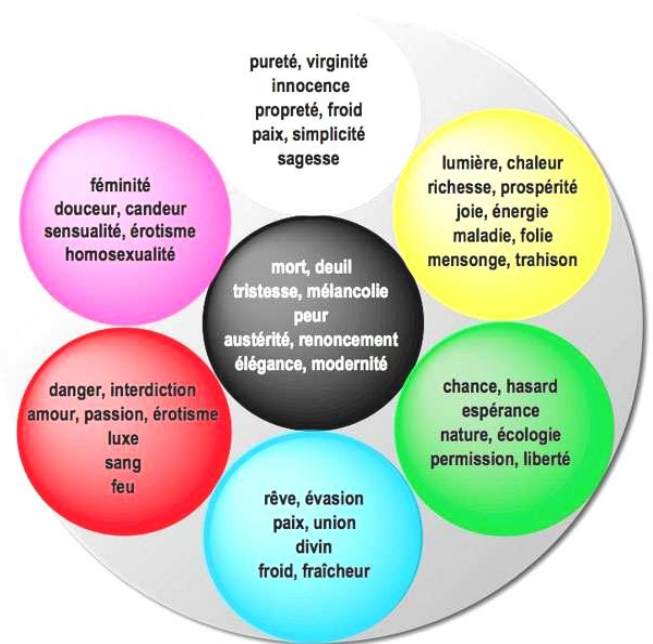 pureté, virginité
innocence
propreté, froid
paix, simplicité
sagesse
lumière, chaleur
richesse, prospérité
joie, énergie
maladie, folie
mensonge, trahison
féminité
douceur, candeur
sensualité, érotisme
homosexualité
mort, deuil
tristesse, mélancolie
peur
austérité, renoncement
élégance, modernité
danger, interdiction
amour, passion, érotisme
luxe
sang
feu
chance, hasard
espérance
nature, écologie
permission, liberté
rêve, évasion
paix, union
divin
froid, fraîcheur